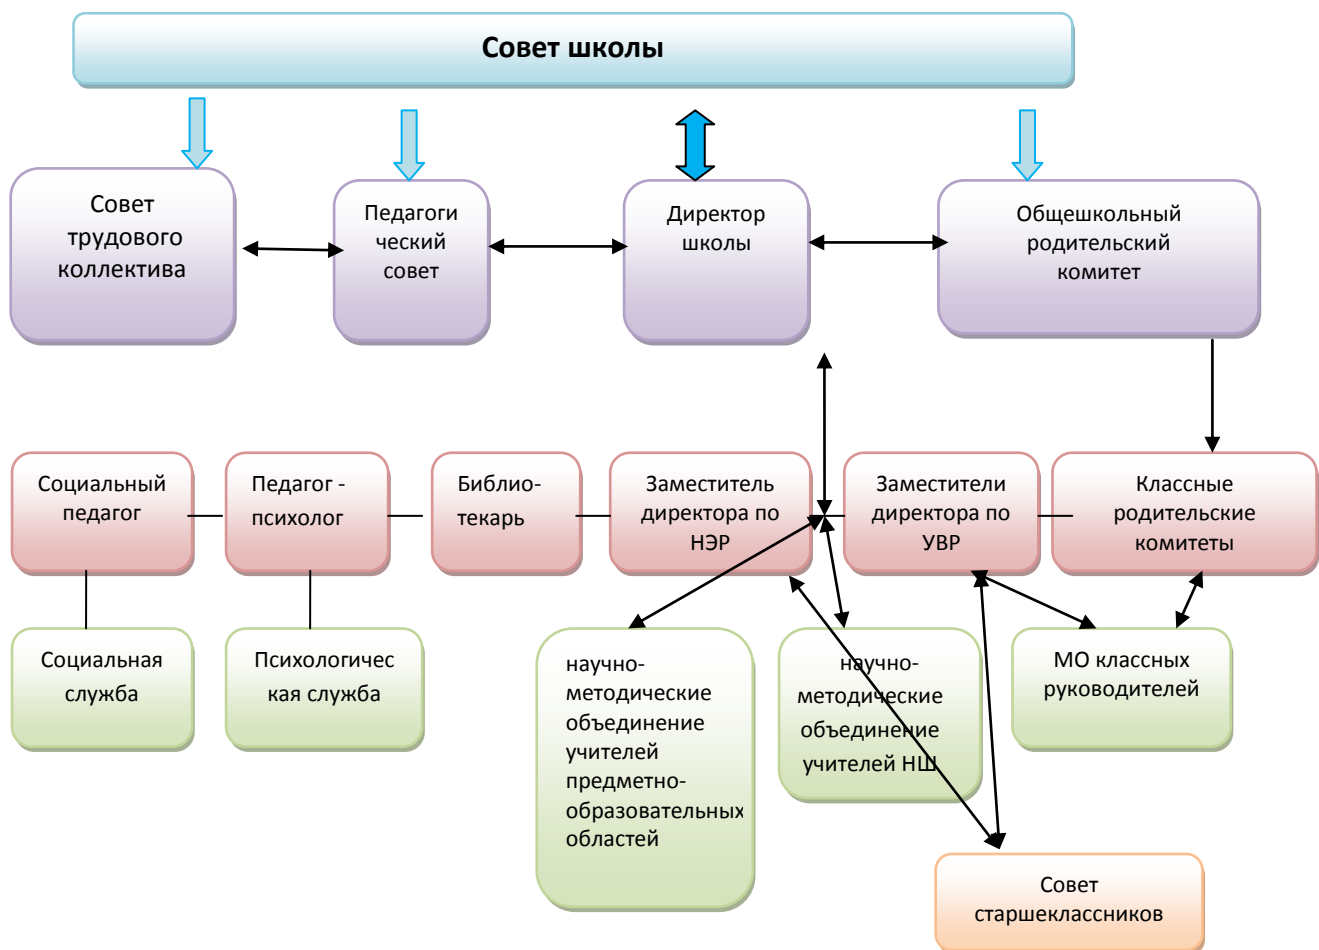 Совет школы
Совет
трудового
коллектива
Педагоги
ческий
совет
Директор
школы
Общешкольный
родительский
комитет
Социальный
педагог
Педагог -
психолог
Библио-
текарь
Заместитель
директора по
НЭР
Заместители
директора по
УВР
Классные
родительские
комитеты
Социальная
служба
Психологичес
кая служба
научно-
методические
объединение
учителей
предметно-
образовательных
областей
научно-
методические
объединение
учителей НШ
МО классных
руководителей
Совет
старшеклассников